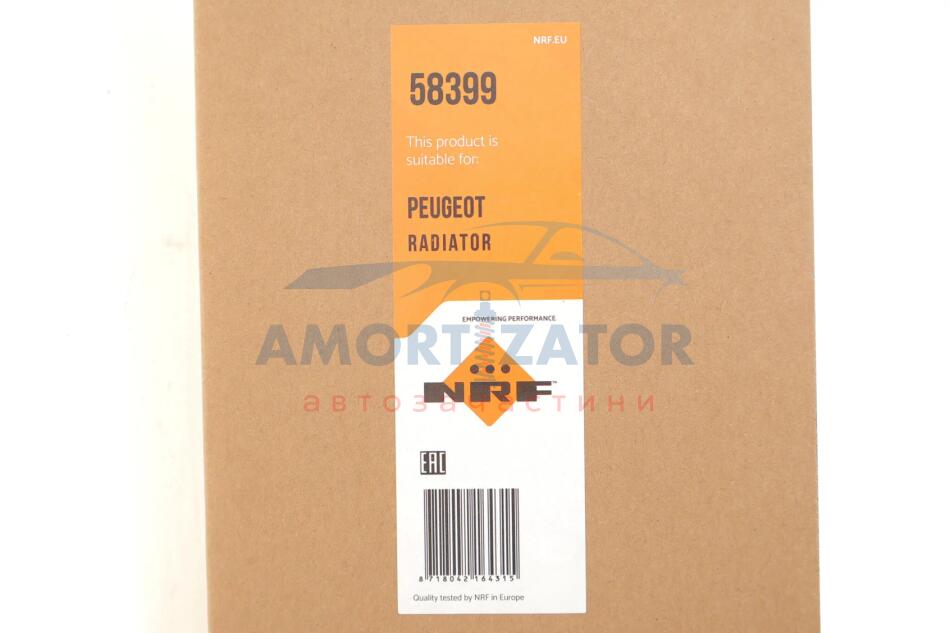 NRF.EU
58399
This product is
suitable for:
PEUGEOT
RADIATOR
EMPOWERING PERFORMANCE
AMORTIZATOR
NRF™
автозапчастини
EAC
8 718042 164315
Quality tested by NRF in Europe